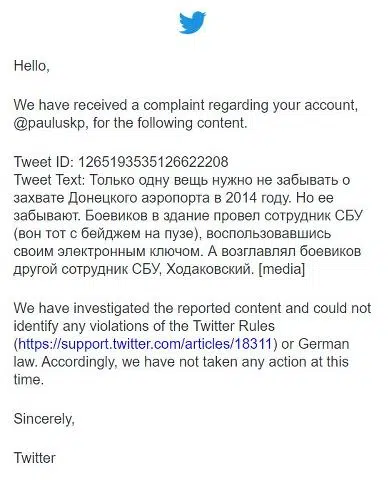 Hello,
We have received a complaint regarding your account,
@pauluskp, for the following content.
Tweet ID: 1265193535126622208
Tweet Text: Только одну вещь нужно не забывать о
захвате Донецкого аэропорта в 2014 году. Но ее
забывают. Боевиков в здание провел сотрудник СБУ
(вон тот с бейджем на пузе), воспользовавшись
своим электронным ключом. А возглавлял боевиков
другой сотрудник СБУ, Ходаковский. [media]
We have investigated the reported content and could not
identify any violations of the Twitter Rules
(https://support.twitter.com/articles/18311) or German
law. Accordingly, we have not taken any action at this
time.
Sincerely,
Twitter